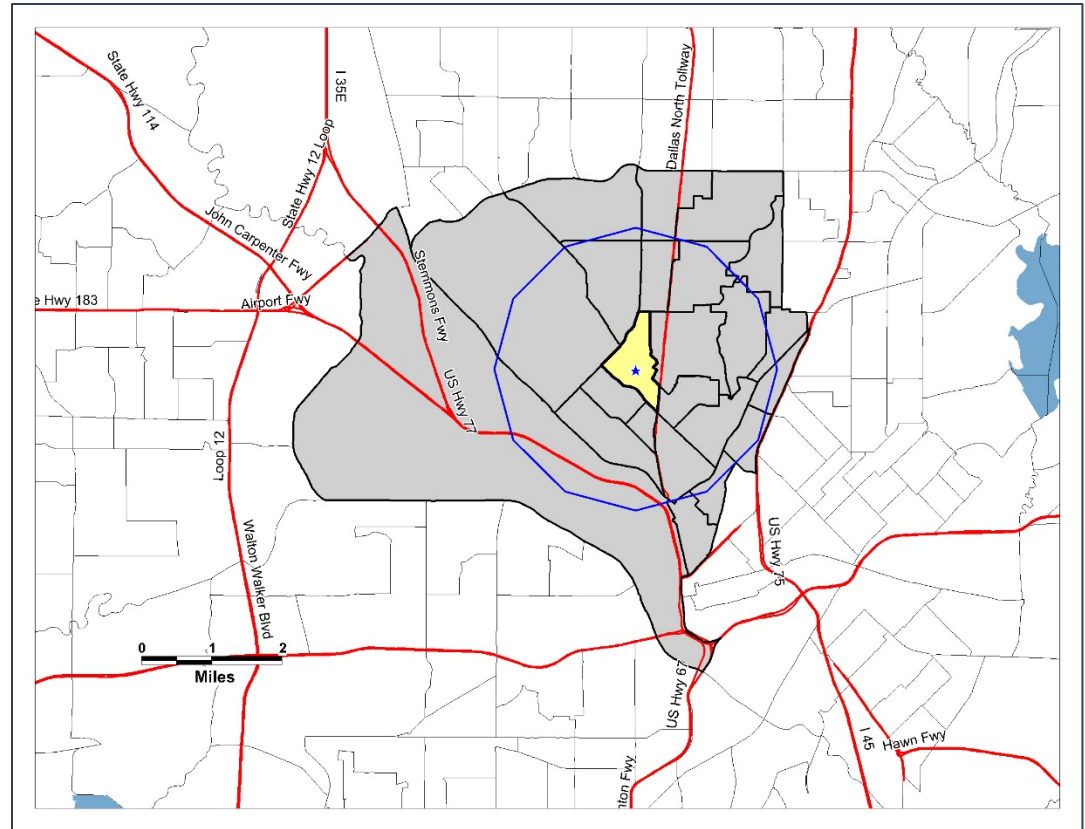 State Hwy 114
I 35E
Dallas North Tollway
State Hwy 12 Loop
John Carpenter Fwy
Stemmons Fwy
e Hwy 183
Airport Fwy
US Hwy 77
Loop 12
US Hwy 75
Walton Walker Blvd
0 1 2
Miles
US Hwy 67
I 45
Hawn Fwy
nton Fwy